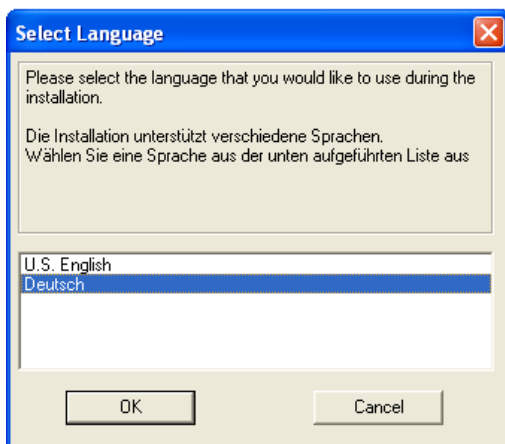 Select Language
Please select the language that you would like to use during the
installation.
Die Installation unterstützt verschiedene Sprachen.
Wählen Sie eine Sprache aus der unten aufgeführten Liste aus
U.S. English
Deutsch
OK
Cancel